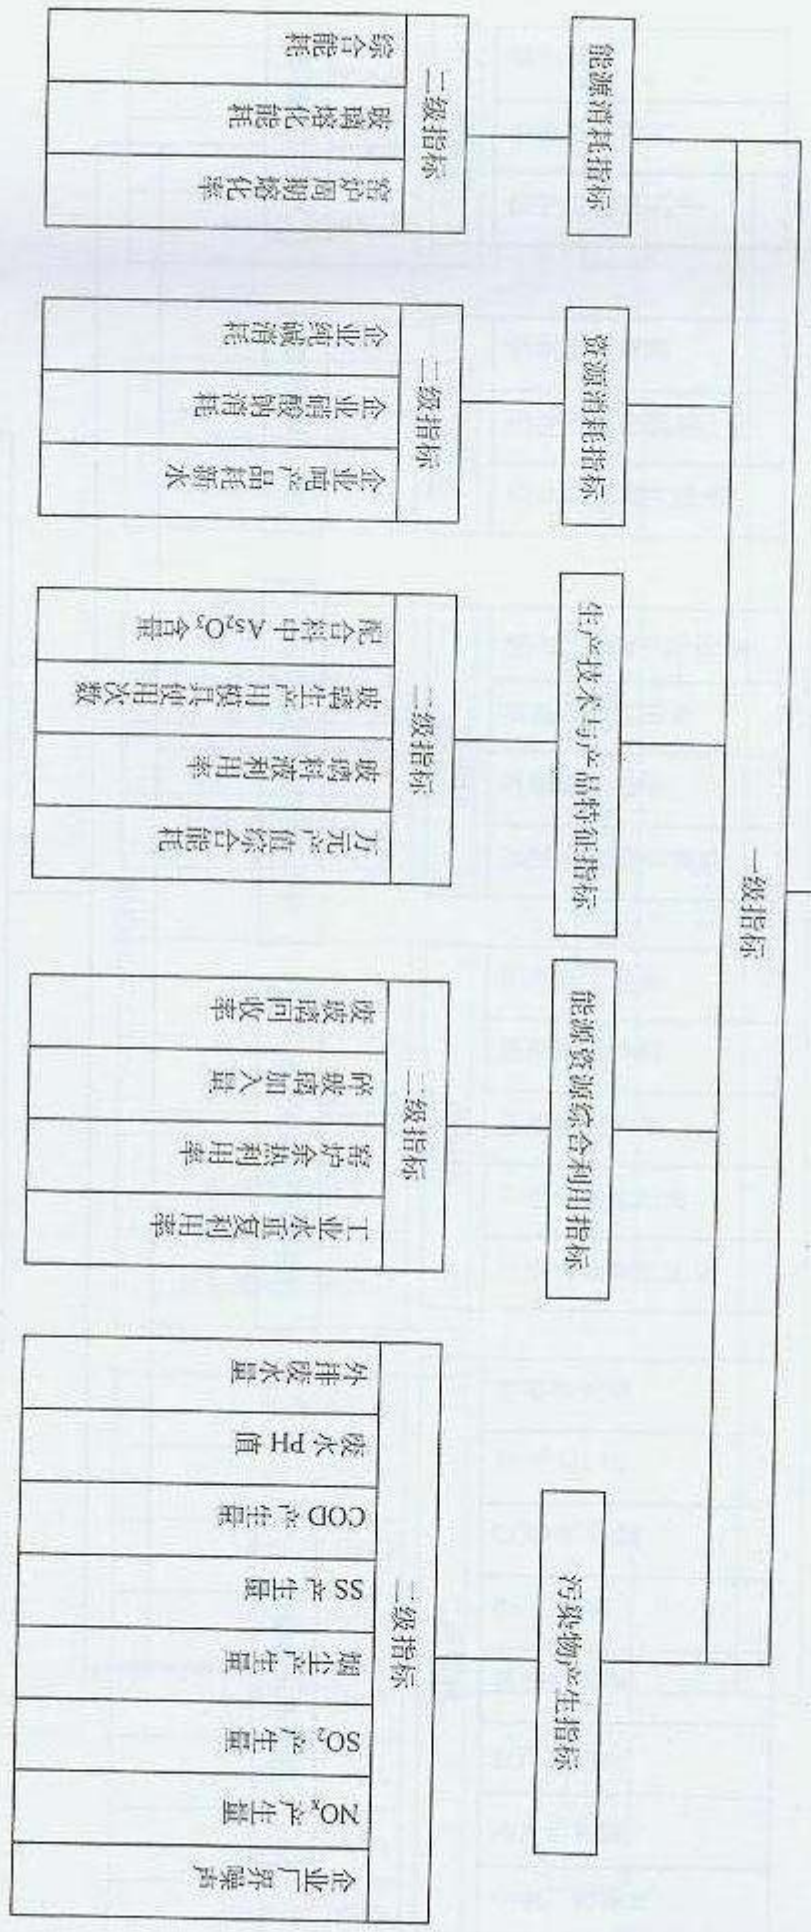 一级指标
能源消耗指标
二级指标
综合能耗
玻璃熔化能耗
窑炉周期熔化率
资源消耗指标
二级指标
企业纯碱消耗
企业硝酸钠消耗
企业吨产品耗新水
生产技术与产品特征指标
二级指标
配合料中 As₂O₃含量
玻璃生产用模具使用次数
玻璃料液利用率
万元产值综合能耗
能源资源综合利用指标
二级指标
废玻璃回收率
碎玻璃加入量
窑炉余热利用率
工业水重复利用率
污染物产生指标
二级指标
外排废水量
废水 PH 值
COD 产生量
SS 产生量
烟尘产生量
SO₂ 产生量
NOₓ产生量
企业厂界噪声